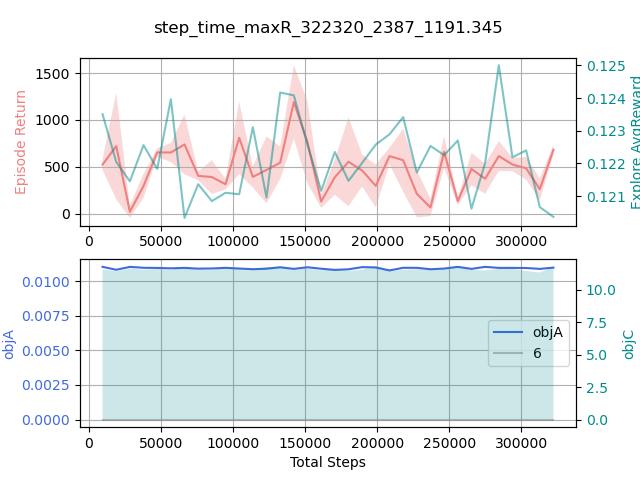 step_time_maxR_322320_2387_1191.345
1500
1000
500
0
Episode Return
0.125
0.124
0.123
0.122
0.121
Explore AvgReward
0 50000 100000 150000 200000 250000 300000
0.0100
0.0075
0.0050
0.0025
0.0000
objA
10.0
7.5
5.0
2.5
0.0
objC
objA
6
0 50000 100000 150000 200000 250000 300000
Total Steps